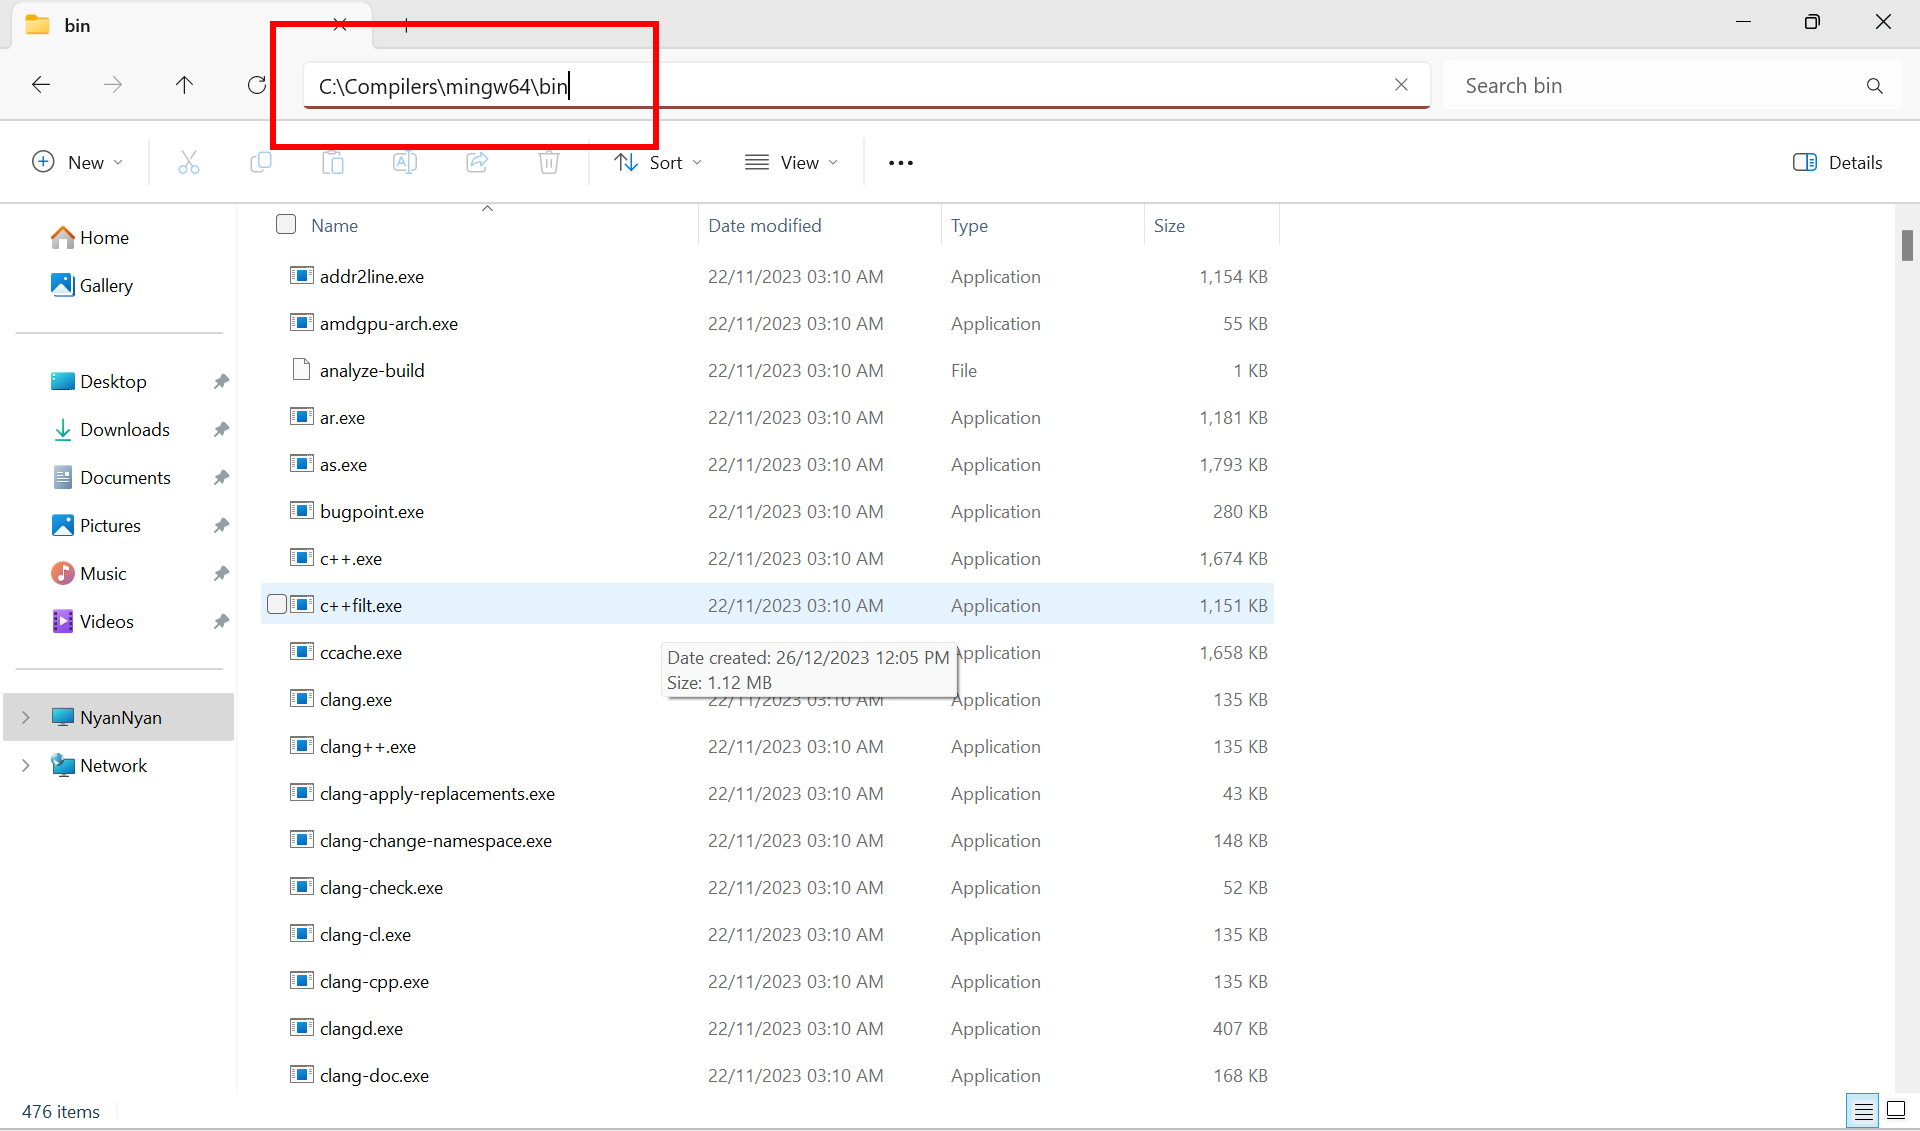 bin
C:\Compilers\mingw64\bin
Search bin
New
Sort
View
Details
Home
Gallery
Desktop
Downloads
Documents
Pictures
Music
Videos
NyanNyan
Network
Name Date modified Type Size
addr2line.exe 22/11/2023 03:10 AM Application 1,154 KB
amdgpu-arch.exe 22/11/2023 03:10 AM Application 55 KB
analyze-build 22/11/2023 03:10 AM File 1 KB
ar.exe 22/11/2023 03:10 AM Application 1,181 KB
as.exe 22/11/2023 03:10 AM Application 1,793 KB
bugpoint.exe 22/11/2023 03:10 AM Application 280 KB
c++.exe 22/11/2023 03:10 AM Application 1,674 KB
c++filt.exe 22/11/2023 03:10 AM Application 1,151 KB
ccache.exe Application 1,658 KB
Date created: 26/12/2023 12:05 PM
Size: 1.12 MB
clang.exe 22/11/2023 03:10 AM Application 135 KB
clang++.exe 22/11/2023 03:10 AM Application 135 KB
clang-apply-replacements.exe 22/11/2023 03:10 AM Application 43 KB
clang-change-namespace.exe 22/11/2023 03:10 AM Application 148 KB
clang-check.exe 22/11/2023 03:10 AM Application 52 KB
clang-cl.exe 22/11/2023 03:10 AM Application 135 KB
clang-cpp.exe 22/11/2023 03:10 AM Application 135 KB
clangd.exe 22/11/2023 03:10 AM Application 407 KB
clang-doc.exe 22/11/2023 03:10 AM Application 168 KB
476 items